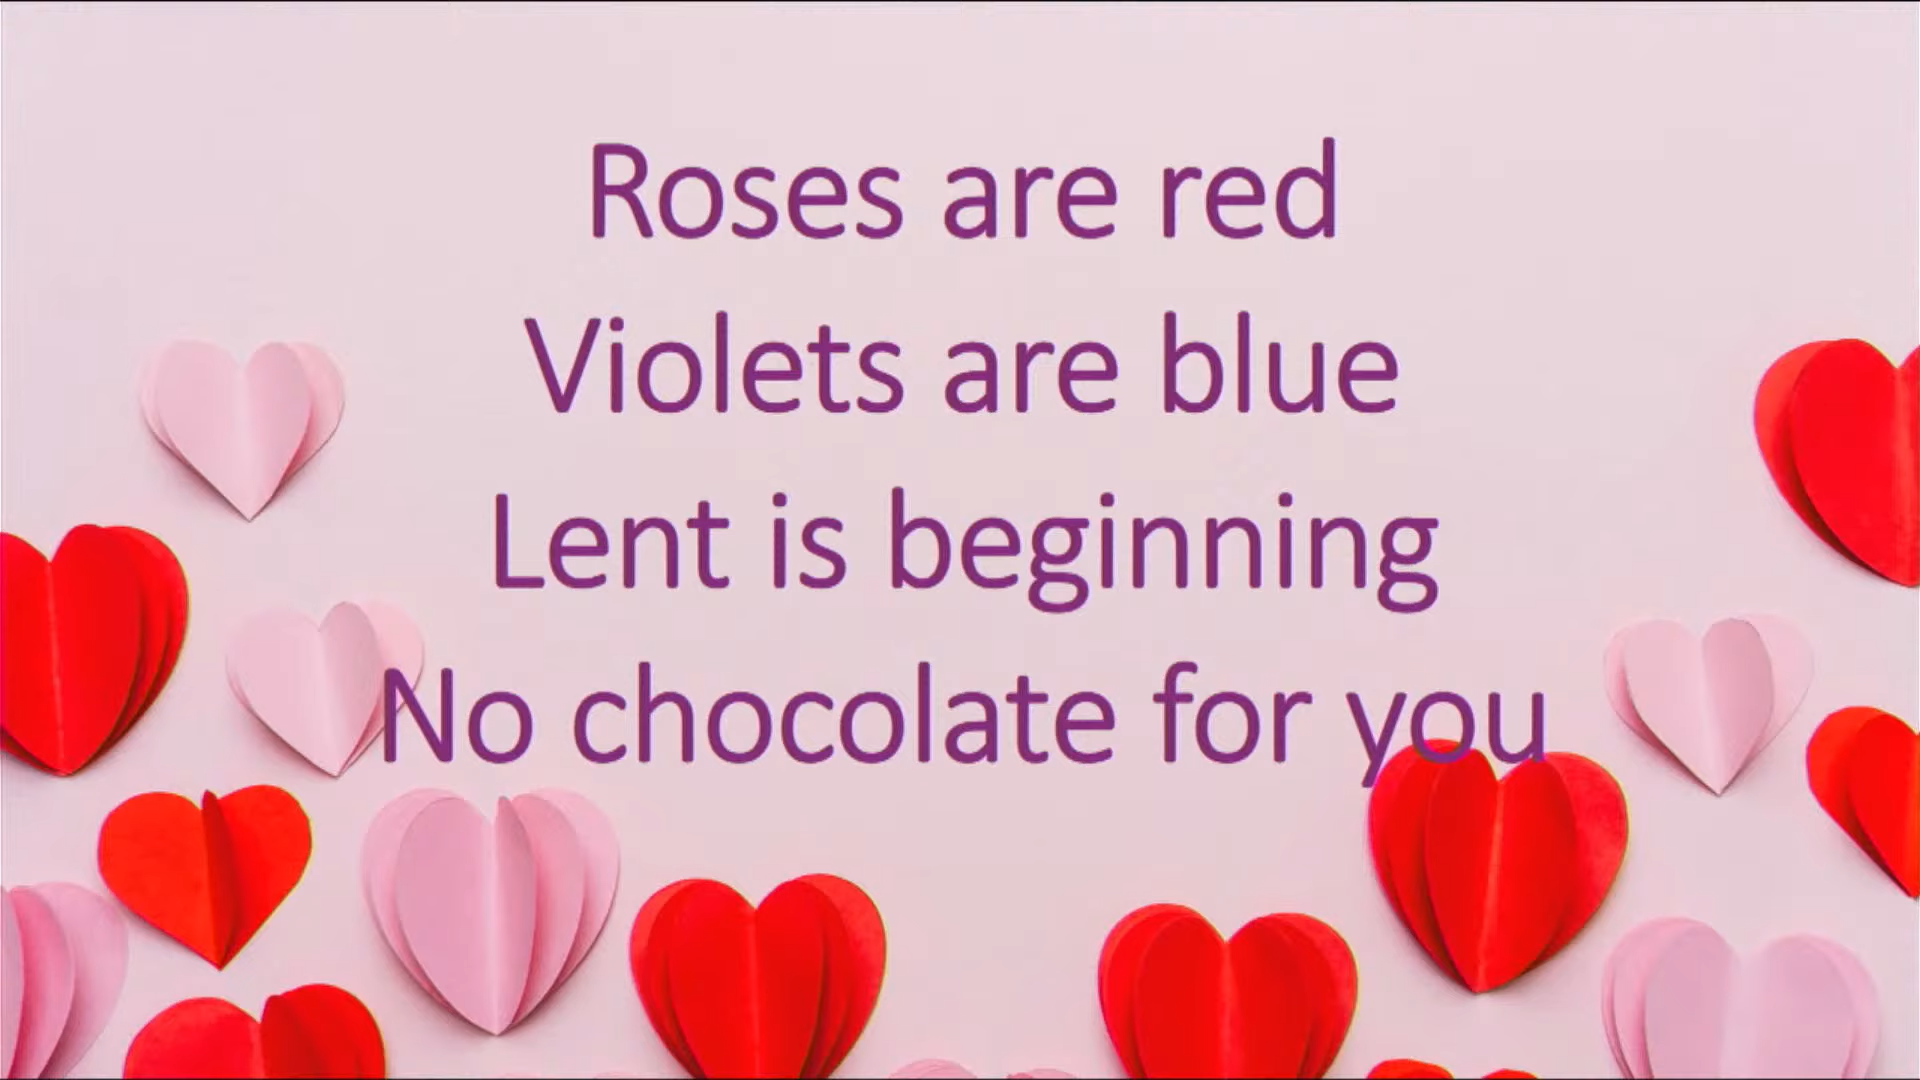 Roses are red
Violets are blue
Lent is beginning
No chocolate for you